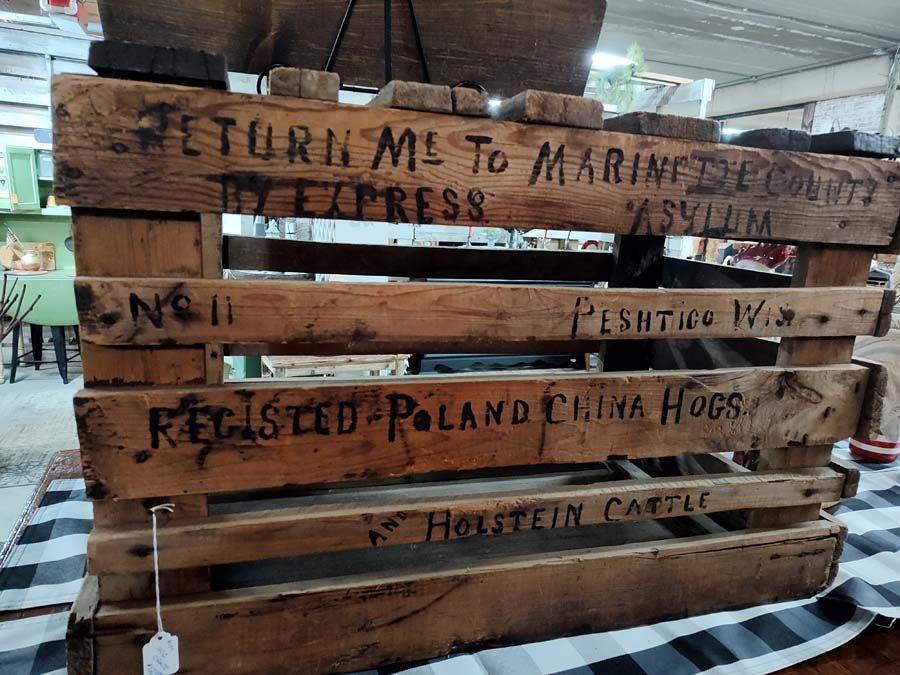 RETURN ME TO MARINETTE COUNTY
BY EXPRESS. ASYLUM
No 11 PESHTIGO WIS.
REGISTED POLAND CHINA HOGS.
AND HOLSTEIN CATTLE